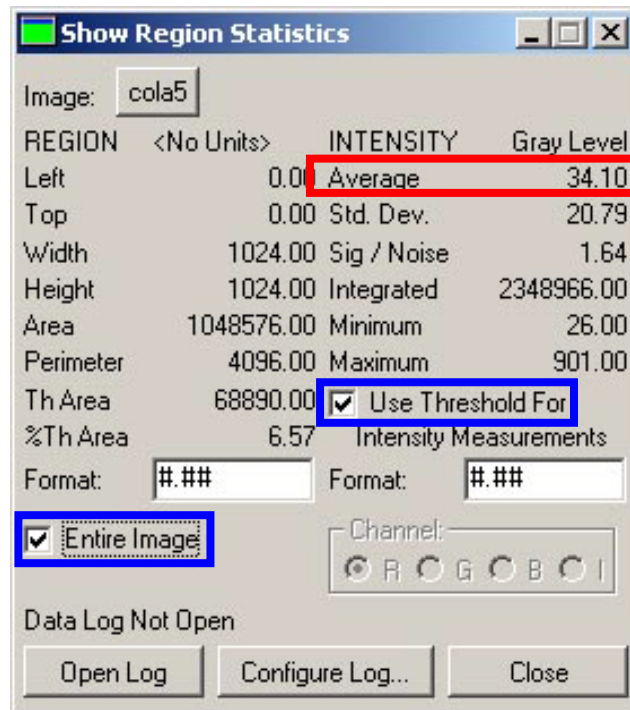 Show Region Statistics
Image: cola5
REGION <No Units> INTENSITY Gray Level
Left 0.00 Average 34.10
Top 0.00 Std. Dev. 20.79
Width 1024.00 Sig / Noise 1.64
Height 1024.00 Integrated 2348966.00
Area 1048576.00 Minimum 26.00
Perimeter 4096.00 Maximum 901.00
Th Area 68890.00 Use Threshold For
%Th Area 6.57 Intensity Measurements
Format: #.## Format: #.##
Entire Image Channel:
R G B I
Data Log Not Open
Open Log Configure Log... Close